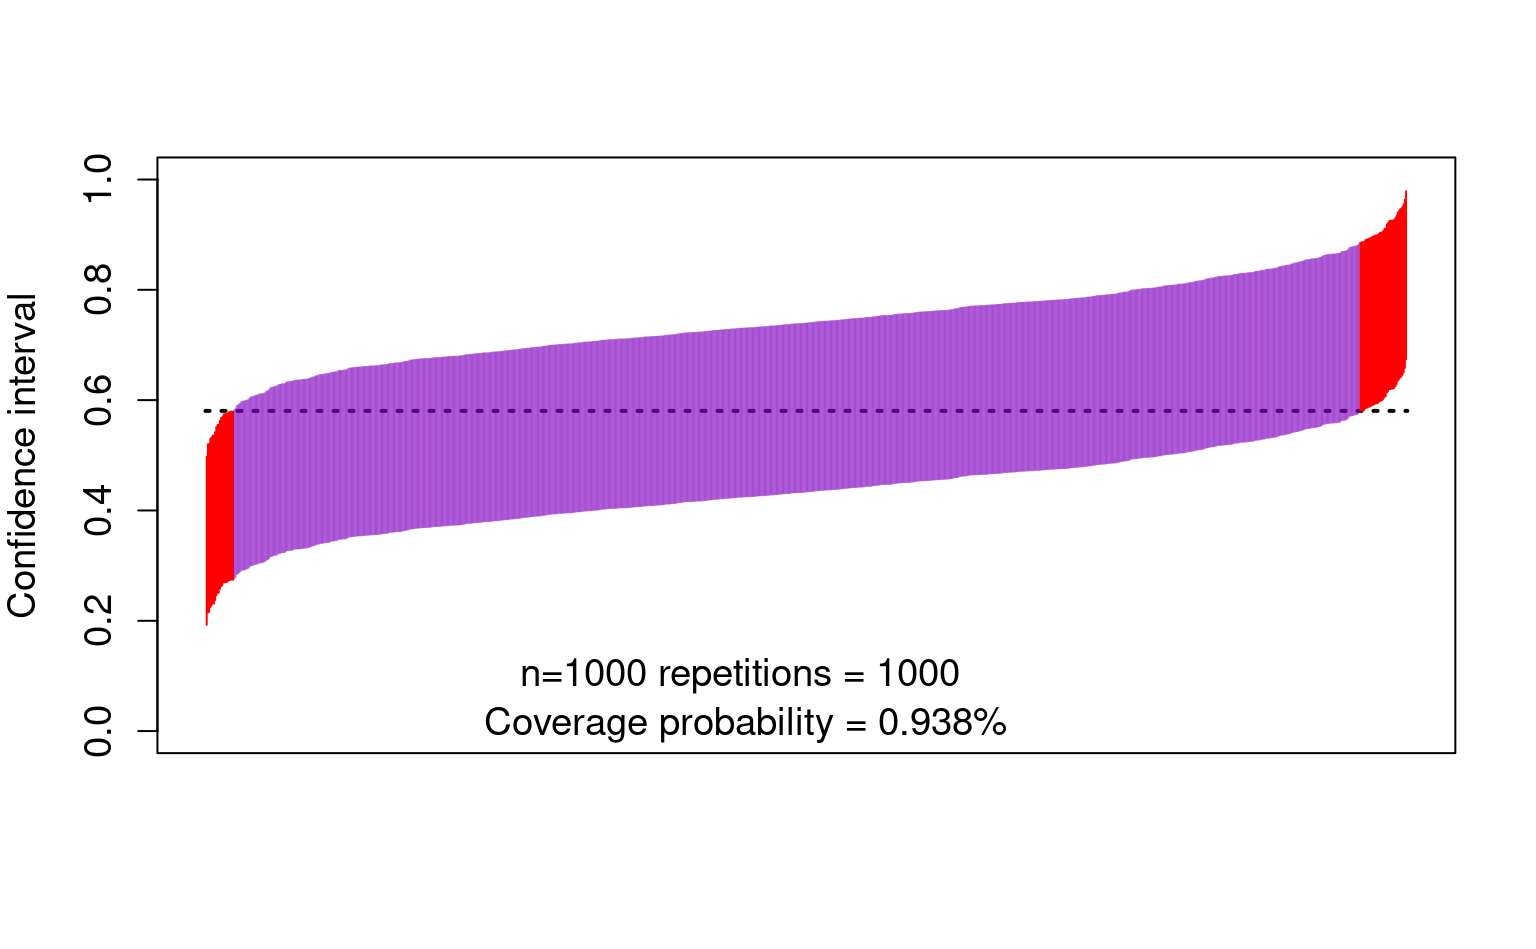 Confidence interval
1.0
0.8
0.6
0.4
0.2
0.0
n=1000 repetitions = 1000
Coverage probability = 0.938%